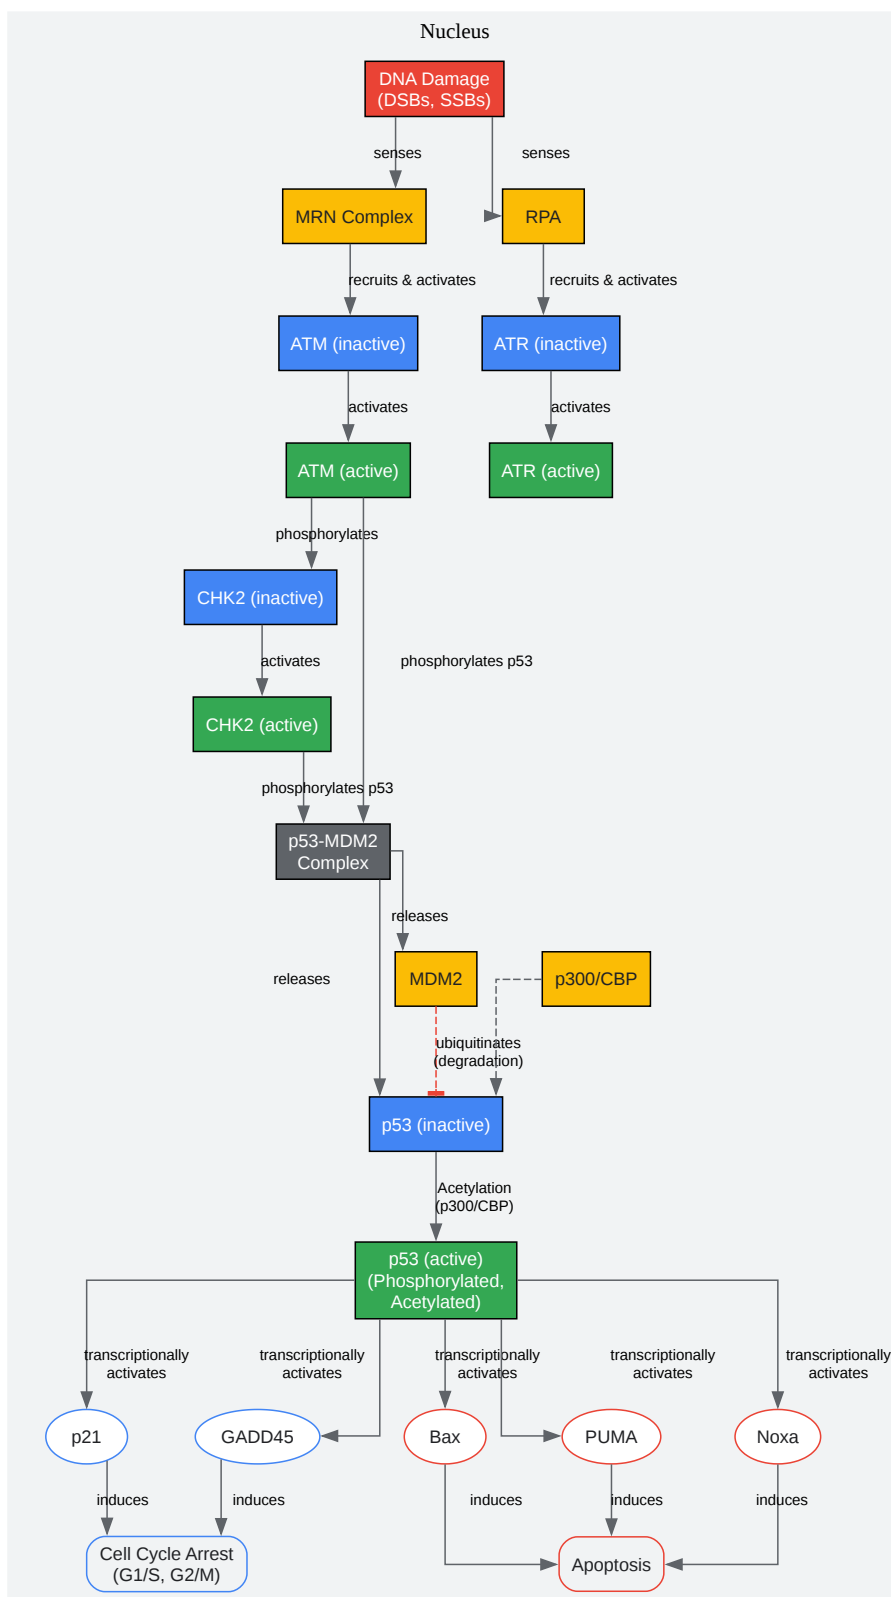 Nucleus
DNA Damage
(DSBs, SSBs)
senses
senses
MRN Complex
RPA
recruits & activates
recruits & activates
ATM (inactive)
ATR (inactive)
activates
activates
ATM (active)
ATR (active)
phosphorylates
CHK2 (inactive)
activates
phosphorylates p53
CHK2 (active)
phosphorylates p53
p53-MDM2
Complex
releases
releases
MDM2
p300/CBP
ubiquitinates
(degradation)
p53 (inactive)
Acetylation
(p300/CBP)
p53 (active)
(Phosphorylated,
Acetylated)
transcriptionally
activates
transcriptionally
activates
transcriptionally
activates
transcriptionally
activates
transcriptionally
activates
p21
GADD45
Bax
PUMA
Noxa
induces
induces
induces
induces
induces
Cell Cycle Arrest
(G1/S, G2/M)
Apoptosis